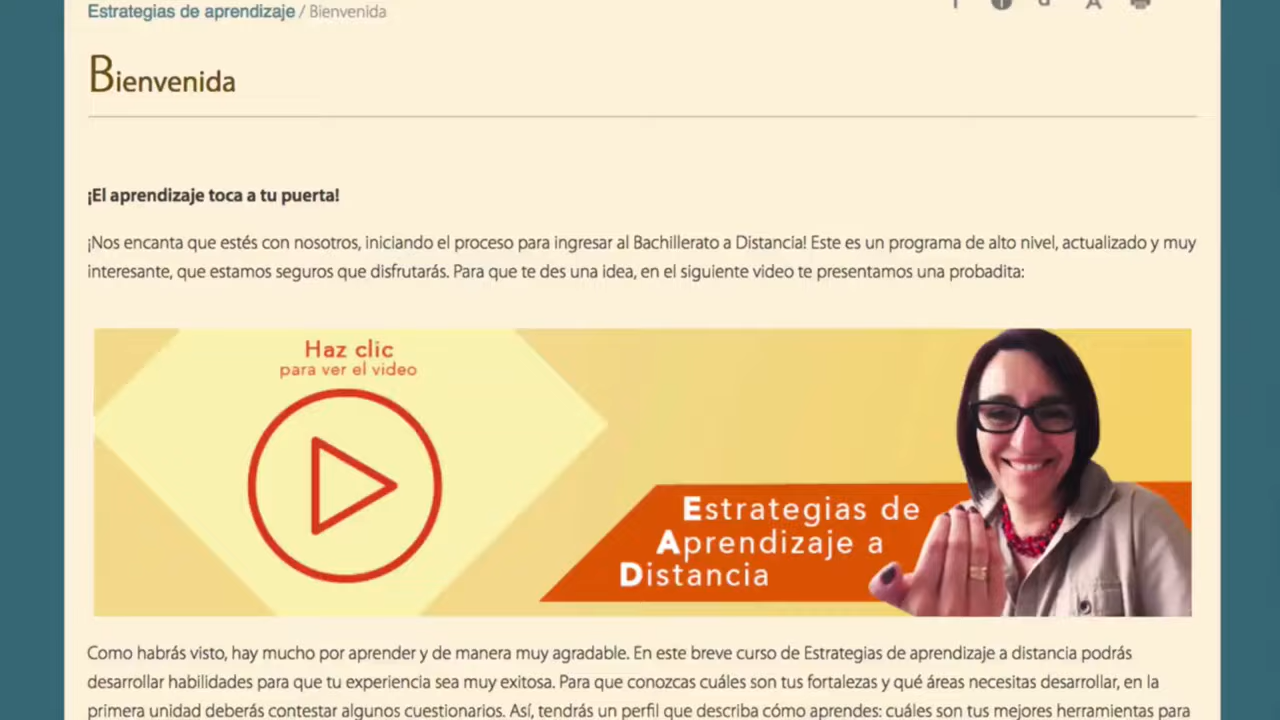 Estrategias de aprendizaje / Bienvenida
Bienvenida
¡El aprendizaje toca a tu puerta!
¡Nos encanta que estés con nosotros, iniciando el proceso para ingresar al Bachillerato a Distancia! Este es un programa de alto nivel, actualizado y muy
interesante, que estamos seguros que disfrutarás. Para que te des una idea, en el siguiente video te presentamos una probadita:
Haz clic
para ver el video
Estrategias de
Aprendizaje a
Distancia
Como habrás visto, hay mucho por aprender y de manera muy agradable. En este breve curso de Estrategias de aprendizaje a distancia podrás
desarrollar habilidades para que tu experiencia sea muy exitosa. Para que conozcas cuáles son tus fortalezas y qué áreas necesitas desarrollar, en la
primera unidad deberás contestar algunos cuestionarios. Así, tendrás un perfil que describa cómo aprendes: cuáles son tus mejores herramientas para